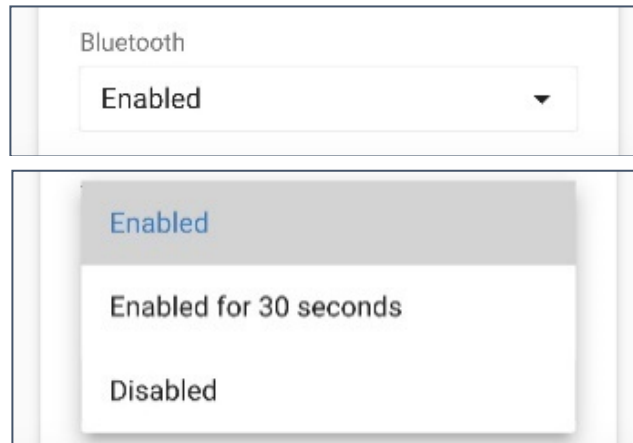 Bluetooth
Enabled
Enabled
Enabled for 30 seconds
Disabled